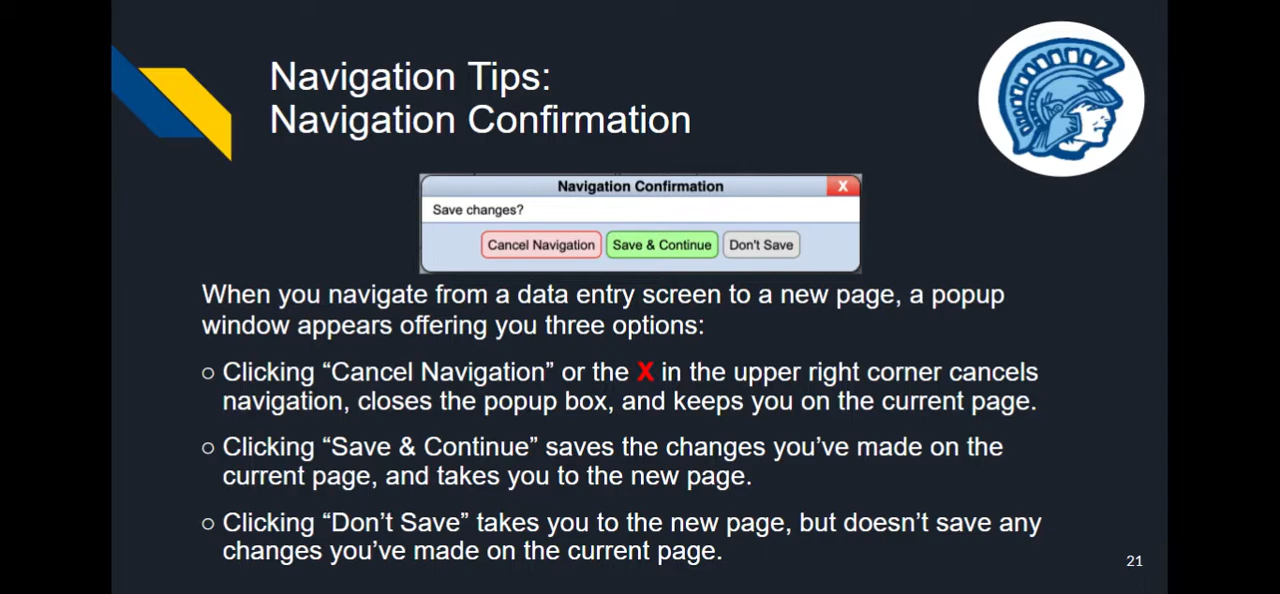 Navigation Tips:
Navigation Confirmation
Navigation Confirmation
X
Save changes?
Cancel Navigation
Save & Continue
Don't Save
When you navigate from a data entry screen to a new page, a popup
window appears offering you three options:
○ Clicking “Cancel Navigation” or the X in the upper right corner cancels
navigation, closes the popup box, and keeps you on the current page.
○ Clicking “Save & Continue” saves the changes you’ve made on the
current page, and takes you to the new page.
○ Clicking “Don’t Save” takes you to the new page, but doesn’t save any
changes you’ve made on the current page.
21